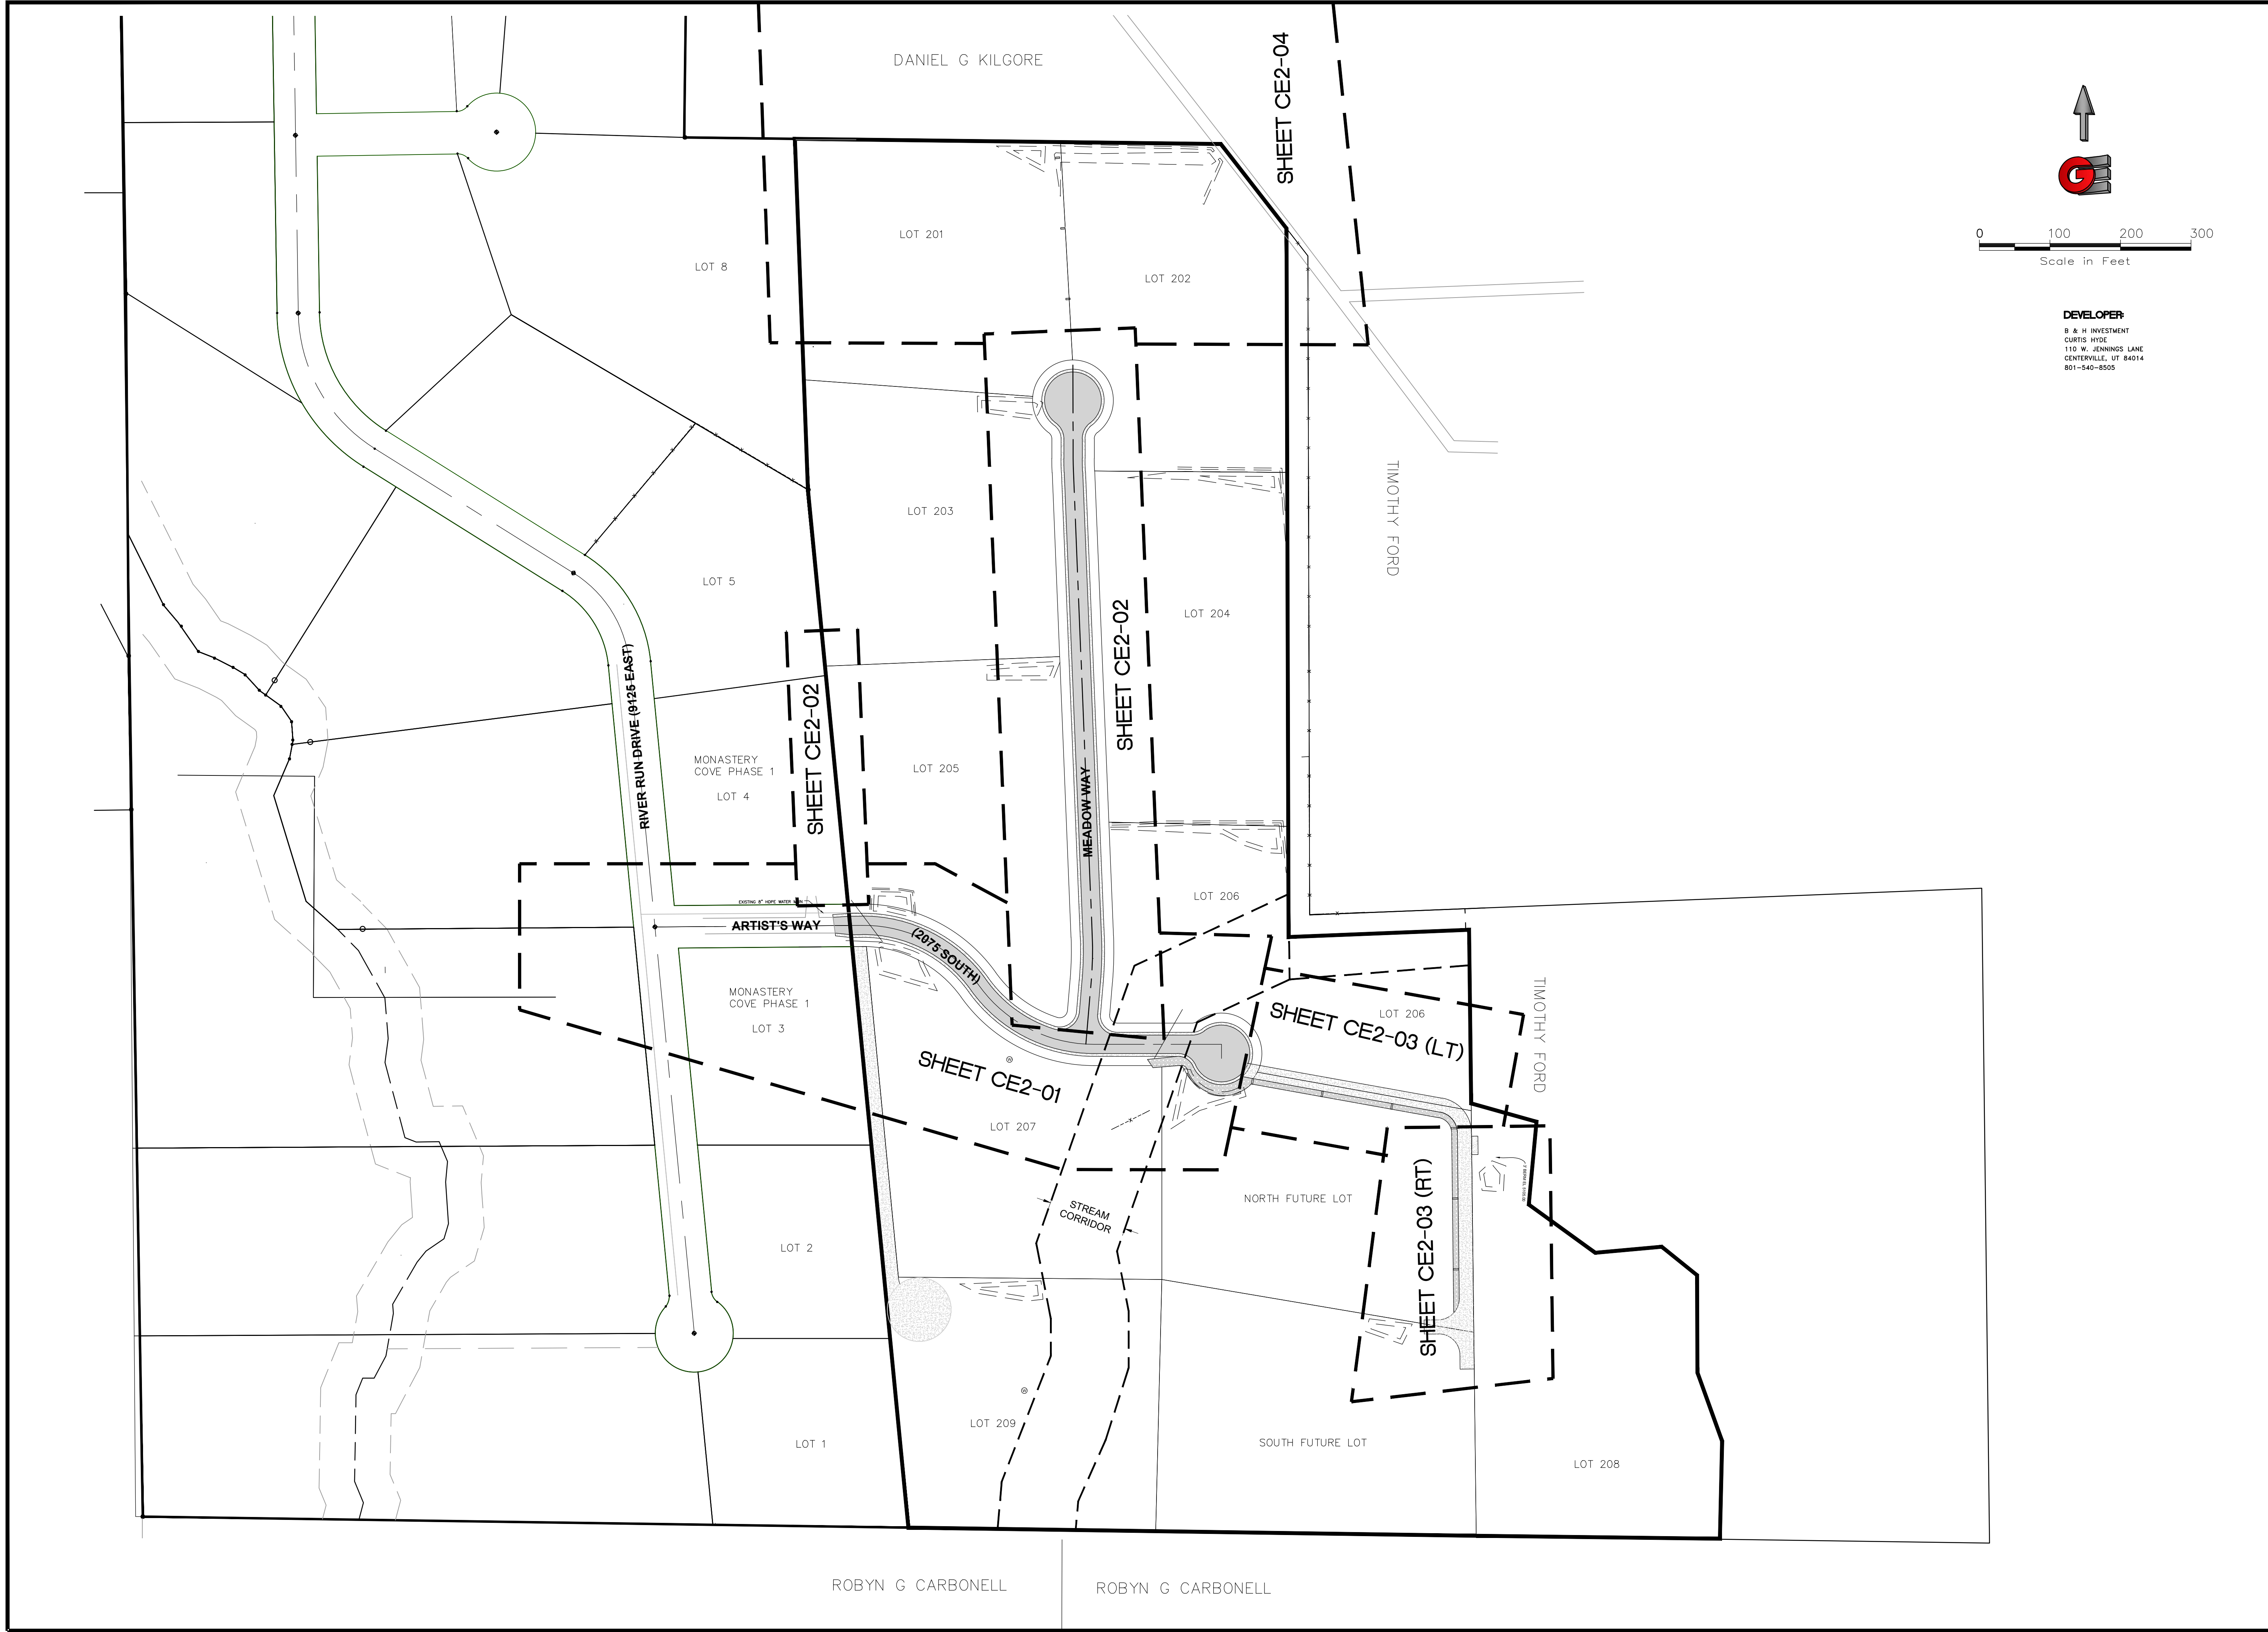 DANIEL G KILGORE
SHEET CE2-04
G
0 100 200 300
Scale in Feet
DEVELOPER:
B & H INVESTMENT
CURTIS HYDE
110 W. JENNINGS LANE
CENTERVILLE, UT 84014
801-540-8505
LOT 201
LOT 8
LOT 202
LOT 203
TIMOTHY FORD
LOT 5
LOT 204
SHEET CE2-02
RIVER RUN DRIVE (9125 EAST)
SHEET CE2-02
MONASTERY
COVE PHASE 1
LOT 4
LOT 205
MEADOW WAY
LOT 206
EXISTING 8" HDPE WATER MAIN
ARTIST'S WAY
(2075 SOUTH)
MONASTERY
COVE PHASE 1
LOT 3
LOT 206
SHEET CE2-03 (LT)
TIMOTHY FORD
W
SHEET CE2-01
LOT 207
NORTH FUTURE LOT
STREAM
CORRIDOR
SHEET CE2-03 (RT)
LOT 2
W
LOT 209
LOT 1
SOUTH FUTURE LOT
LOT 208
ROBYN G CARBONELL
ROBYN G CARBONELL